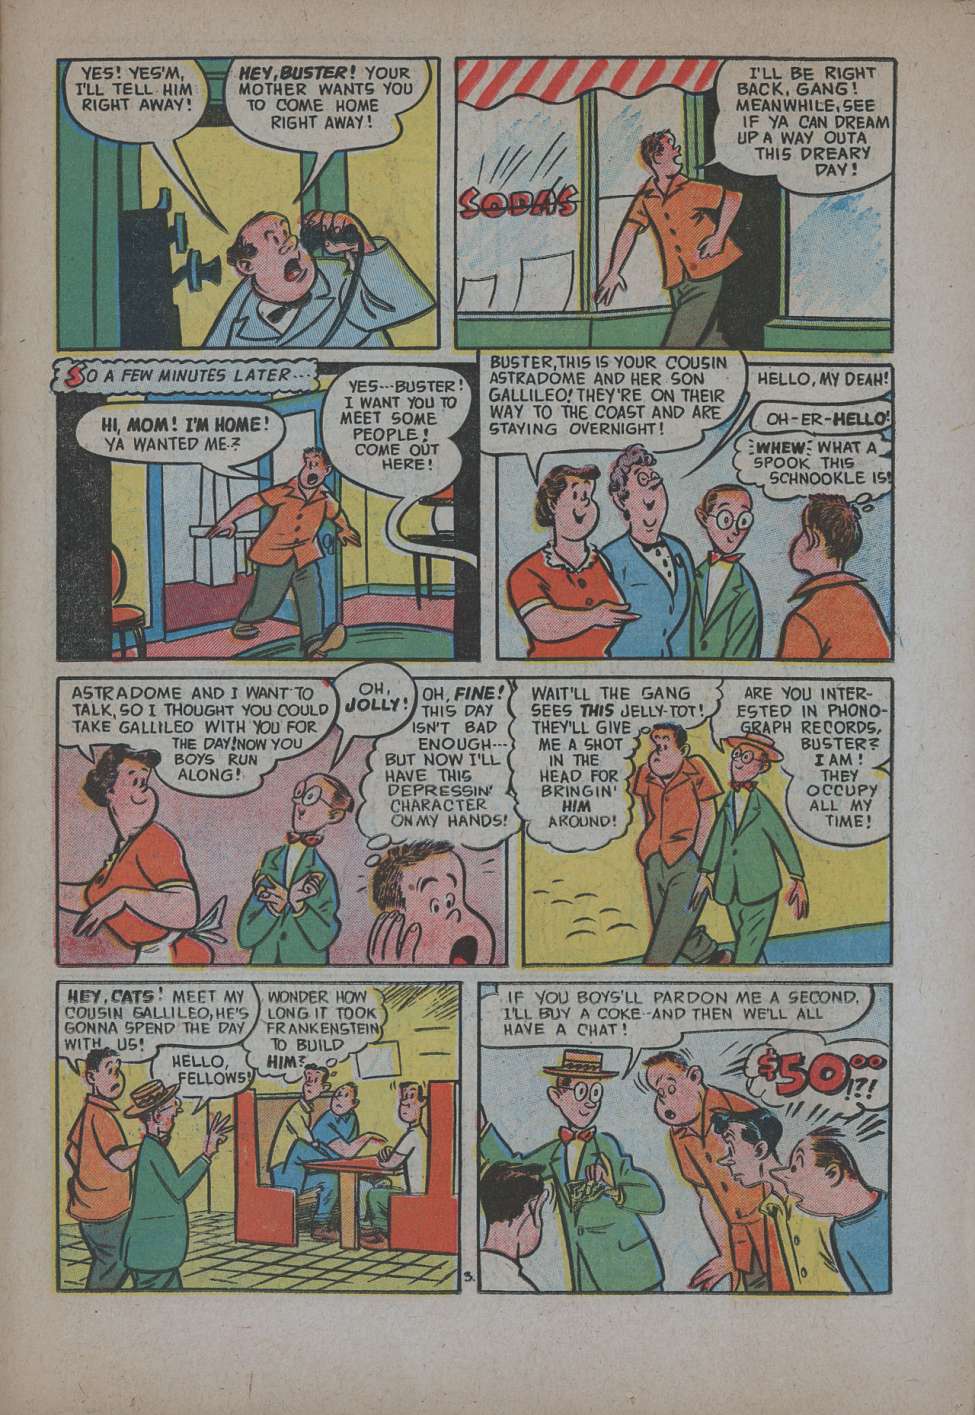 YES! YES'M,
I'LL TELL HIM
RIGHT AWAY!
HEY, BUSTER! YOUR
MOTHER WANTS YOU
TO COME HOME
RIGHT AWAY!
I'LL BE RIGHT
BACK, GANG!
MEANWHILE, SEE
IF YA CAN DREAM
UP A WAY OUTA
THIS DREARY
DAY!
SODAS
SO A FEW MINUTES LATER---
HI, MOM! I'M HOME!
YA WANTED ME?
YES---BUSTER!
I WANT YOU TO
MEET SOME
PEOPLE!
COME OUT
HERE!
BUSTER, THIS IS YOUR COUSIN
ASTRADOME AND HER SON
GALLILEO! THEY'RE ON THEIR
WAY TO THE COAST AND ARE
STAYING OVERNIGHT!
HELLO, MY DEAH!
OH-ER-HELLO!
WHEW: WHAT A
SPOOK THIS
SCHNOOKLE IS!
ASTRADOME AND I WANT TO
TALK, SO I THOUGHT YOU COULD
TAKE GALLILEO WITH YOU FOR
THE DAY! NOW YOU
BOYS RUN
ALONG!
OH,
JOLLY!
OH, FINE!
THIS DAY
ISN'T BAD
ENOUGH---
BUT NOW I'LL
HAVE THIS
DEPRESSIN'
CHARACTER
ON MY HANDS!
WAIT'LL THE GANG
SEES THIS JELLY-TOT!
THEY'LL GIVE
ME A SHOT
IN THE
HEAD FOR
BRINGIN'
HIM
AROUND!
ARE YOU INTER-
ESTED IN PHONO-
GRAPH RECORDS,
BUSTER?
I AM!
THEY
OCCUPY
ALL MY
TIME!
HEY, CATS! MEET MY
COUSIN GALLILEO, HE'S
GONNA SPEND THE DAY
WITH US!
HELLO,
FELLOWS!
WONDER HOW
LONG IT TOOK
FRANKENSTEIN
TO BUILD
HIM?
3.
IF YOU BOYS'LL PARDON ME A SECOND,
I'LL BUY A COKE--AND THEN WE'LL ALL
HAVE A CHAT!
$50.00
!?!